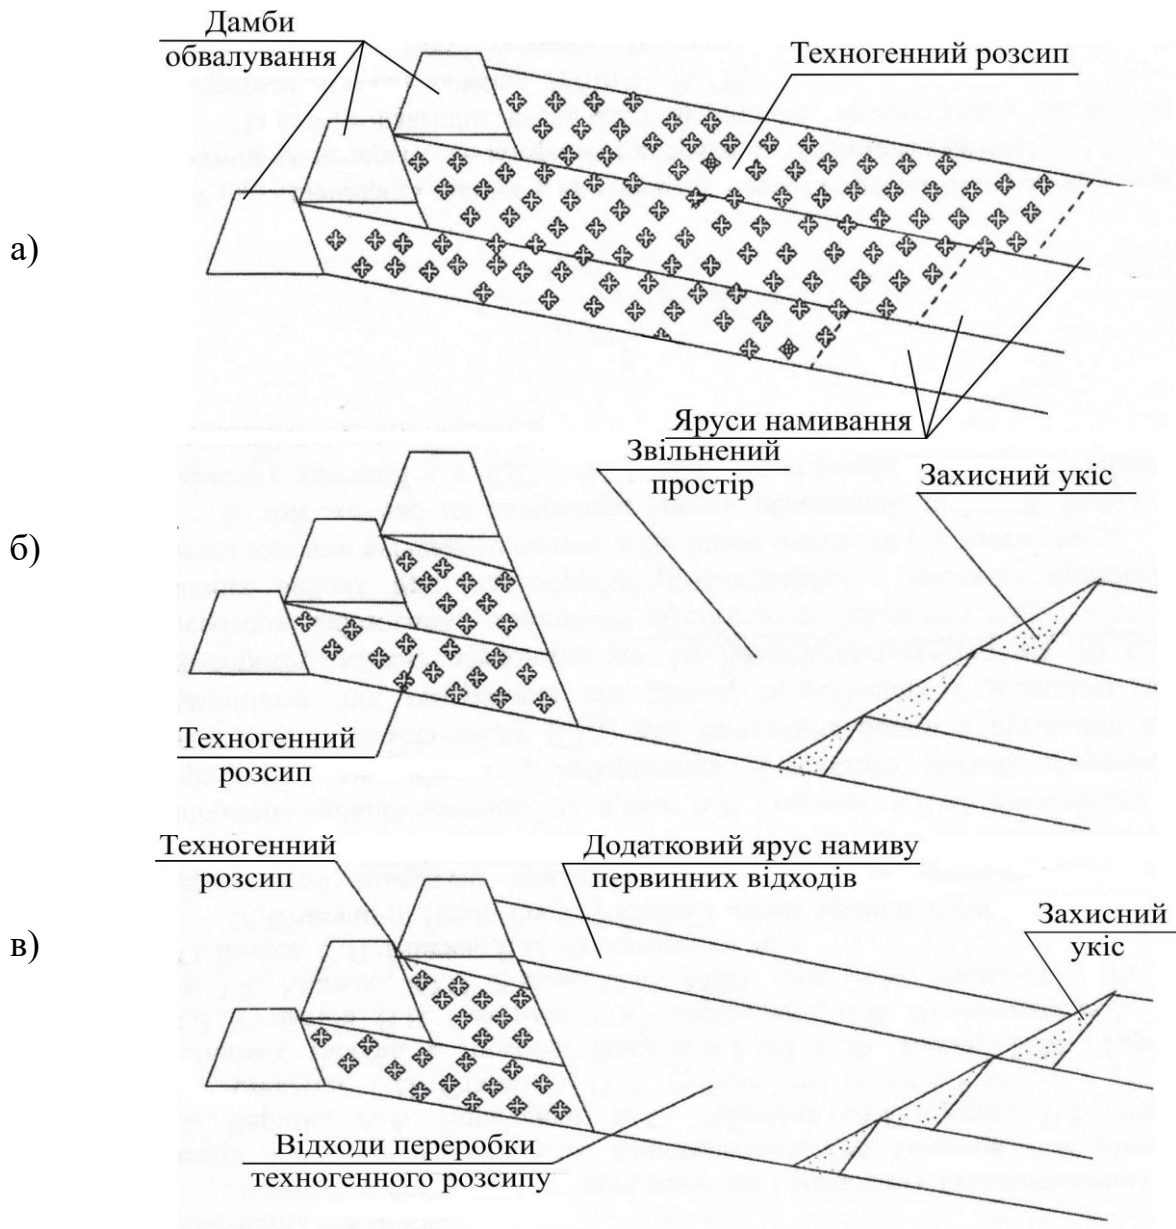 Дамби
обвалування
Техногенний розсип
а)
Яруси намивання
Звільнений
простір
Захисний укіс
б)
Техногенний
розсип
Техногенний
розсип
Додатковий ярус намиву
первинних відходів
Захисний
укіс
в)
Відходи переробки
техногенного розсипу